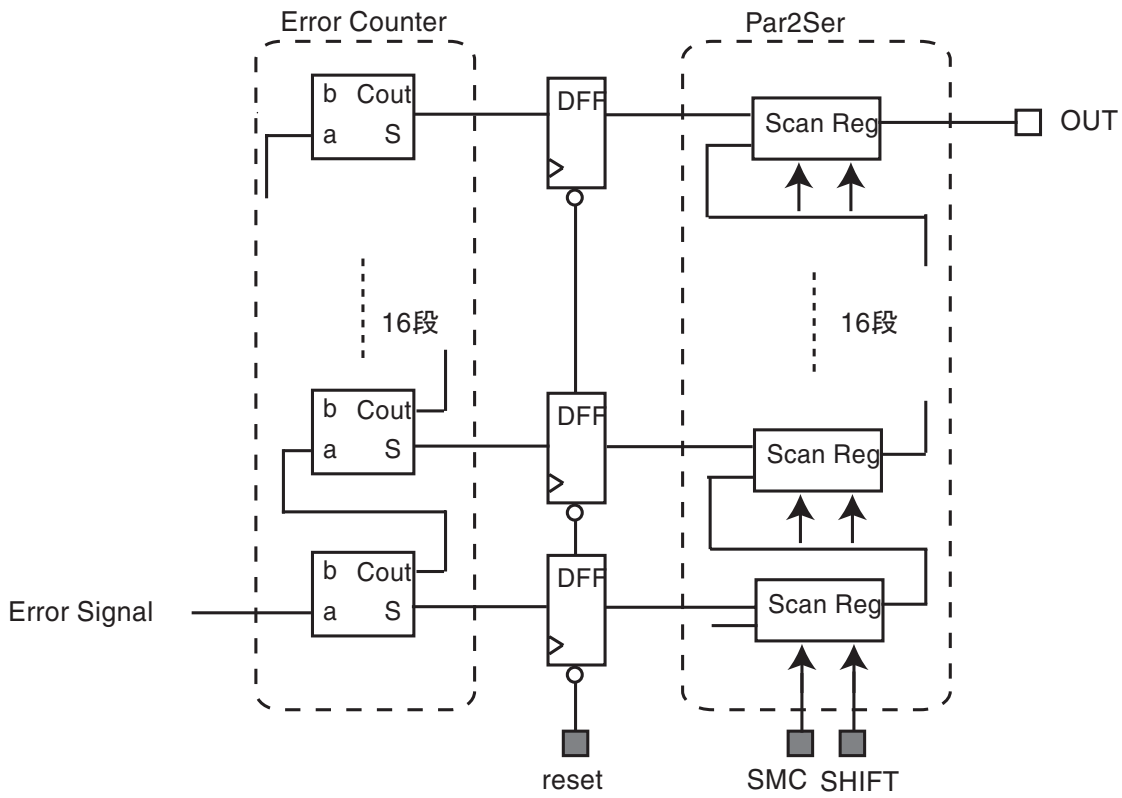 Error Counter
Par2Ser
b Cout
a S
DFF
Scan Reg
OUT
16段
16段
b Cout
a S
DFF
Scan Reg
b Cout
a S
DFF
Scan Reg
Error Signal
reset
SMC SHIFT